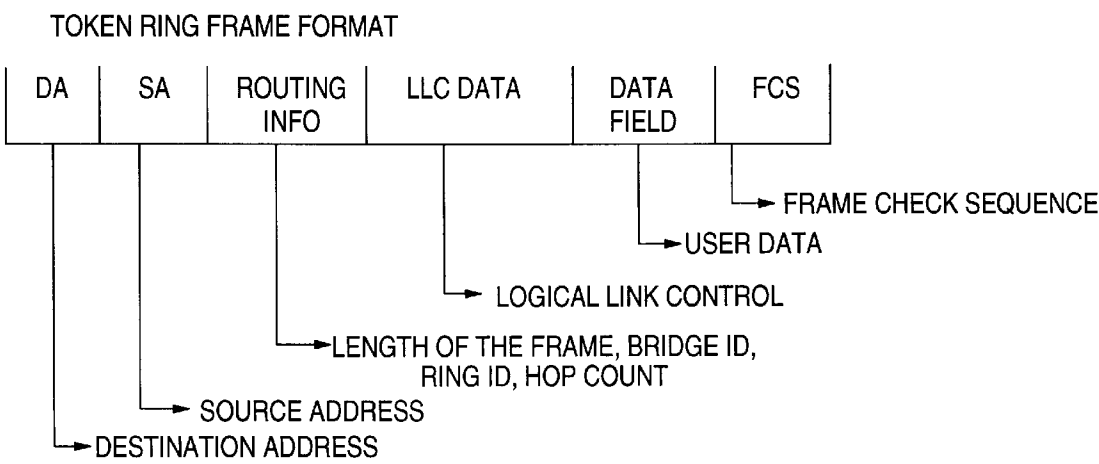 TOKEN RING FRAME FORMAT
DA SA ROUTING INFO LLC DATA DATA FIELD FCS
FRAME CHECK SEQUENCE
USER DATA
LOGICAL LINK CONTROL
LENGTH OF THE FRAME, BRIDGE ID,
RING ID, HOP COUNT
SOURCE ADDRESS
DESTINATION ADDRESS